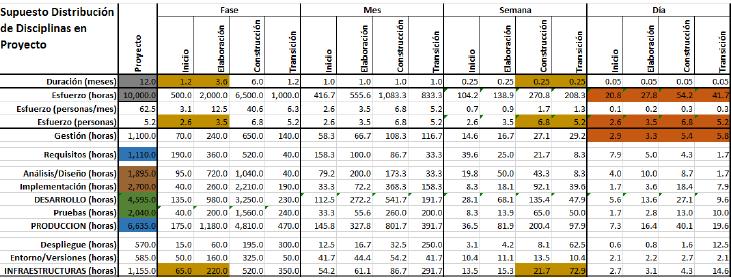 Supuesto Distribución de Disciplinas en Proyecto
Fase Mes Semana Día
Proyecto Inicio Elaboración Construcción Transición Inicio Elaboración Construcción Transición Inicio Elaboración Construcción Transición Inicio Elaboración Construcción Transición
Duración (meses) 12.0 1.2 3.6 6.0 1.2 1.0 1.0 1.0 1.0 0.25 0.25 0.25 0.25 0.05 0.05 0.05 0.05
Esfuerzo (horas) 10,000.0 500.0 2,000.0 6,500.0 1,000.0 416.7 555.6 1,083.3 833.3 104.2 138.9 270.8 208.3 20.8 27.8 54.2 41.7
Esfuerzo (personas/mes) 62.5 3.1 12.5 40.6 6.3 2.6 3.5 6.8 5.2 0.7 0.9 1.7 1.3 0.1 0.2 0.3 0.3
Esfuerzo (personas) 5.2 2.6 3.5 6.8 5.2 2.6 3.5 6.8 5.2 2.6 3.5 6.8 5.2 2.6 3.5 6.8 5.2
Gestión (horas) 1,100.0 70.0 240.0 650.0 140.0 58.3 66.7 108.3 116.7 14.6 16.7 27.1 29.2 2.9 3.3 5.4 5.8
Requisitos (horas) 1,110.0 190.0 360.0 520.0 40.0 158.3 100.0 86.7 33.3 39.6 25.0 21.7 8.3 7.9 5.0 4.3 1.7
Análisis/Diseño (horas) 1,895.0 95.0 720.0 1,040.0 40.0 79.2 200.0 173.3 33.3 19.8 50.0 43.3 8.3 4.0 10.0 8.7 1.7
Implementación (horas) 2,700.0 40.0 260.0 2,210.0 190.0 33.3 72.2 368.3 158.3 8.3 18.1 92.1 39.6 1.7 3.6 18.4 7.9
DESARROLLO (horas) 4,595.0 135.0 980.0 3,250.0 230.0 112.5 272.2 541.7 191.7 28.1 68.1 135.4 47.9 5.6 13.6 27.1 9.6
Pruebas (horas) 2,040.0 40.0 200.0 1,560.0 240.0 33.3 55.6 260.0 200.0 8.3 13.9 65.0 50.0 1.7 2.8 13.0 10.0
PRODUCCION (horas) 6,635.0 175.0 1,180.0 4,810.0 470.0 145.8 327.8 801.7 391.7 36.5 81.9 200.4 97.9 7.3 16.4 40.1 19.6
Despliegue (horas) 570.0 15.0 60.0 195.0 300.0 12.5 16.7 32.5 250.0 3.1 4.2 8.1 62.5 0.6 0.8 1.6 12.5
Entorno/Versiones (horas) 585.0 50.0 160.0 325.0 50.0 41.7 44.4 54.2 41.7 10.4 11.1 13.5 10.4 2.1 2.2 2.7 2.1
INFRAESTRUCTURAS (horas) 1,155.0 65.0 220.0 520.0 350.0 54.2 61.1 86.7 291.7 13.5 15.3 21.7 72.9 2.7 3.1 4.3 14.6